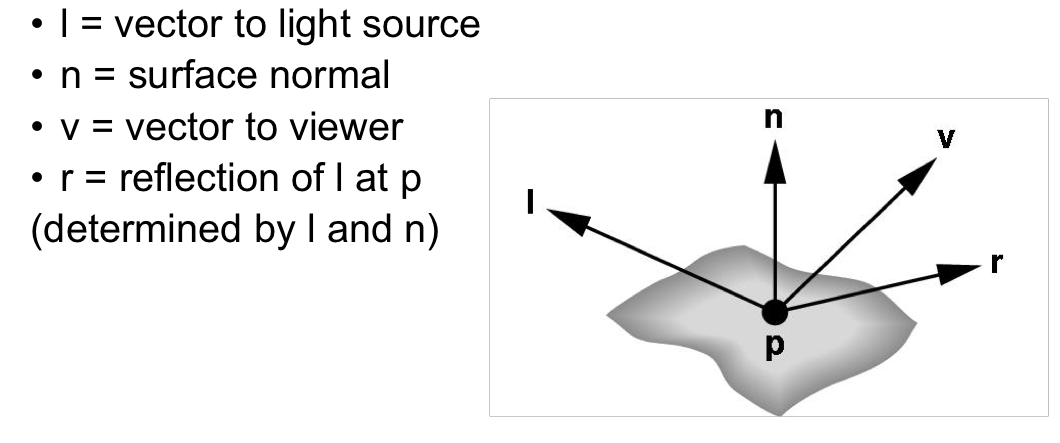 • l = vector to light source
• n = surface normal
• v = vector to viewer
• r = reflection of l at p
(determined by l and n)
n
v
l
r
p